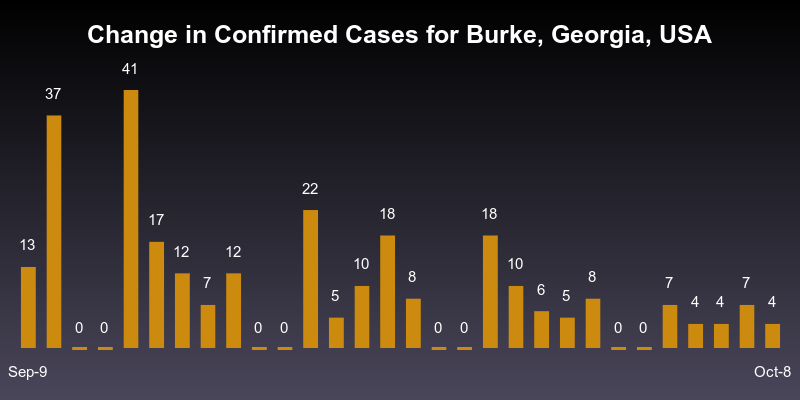 Change in Confirmed Cases for Burke, Georgia, USA
13 37 0 0 41 17 12 7 12 0 0 22 5 10 18 8 0 0 18 10 6 5 8 0 0 7 4 4 7 4
Sep-9 Oct-8